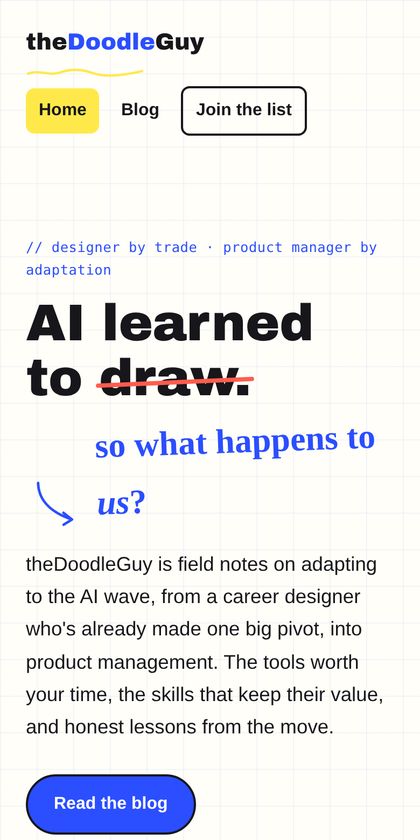 theDoodleGuy
Home Blog Join the list
// designer by trade · product manager by
adaptation
AI learned
to draw.
so what happens to
us?
theDoodleGuy is field notes on adapting
to the AI wave, from a career designer
who's already made one big pivot, into
product management. The tools worth
your time, the skills that keep their value,
and honest lessons from the move.
Read the blog